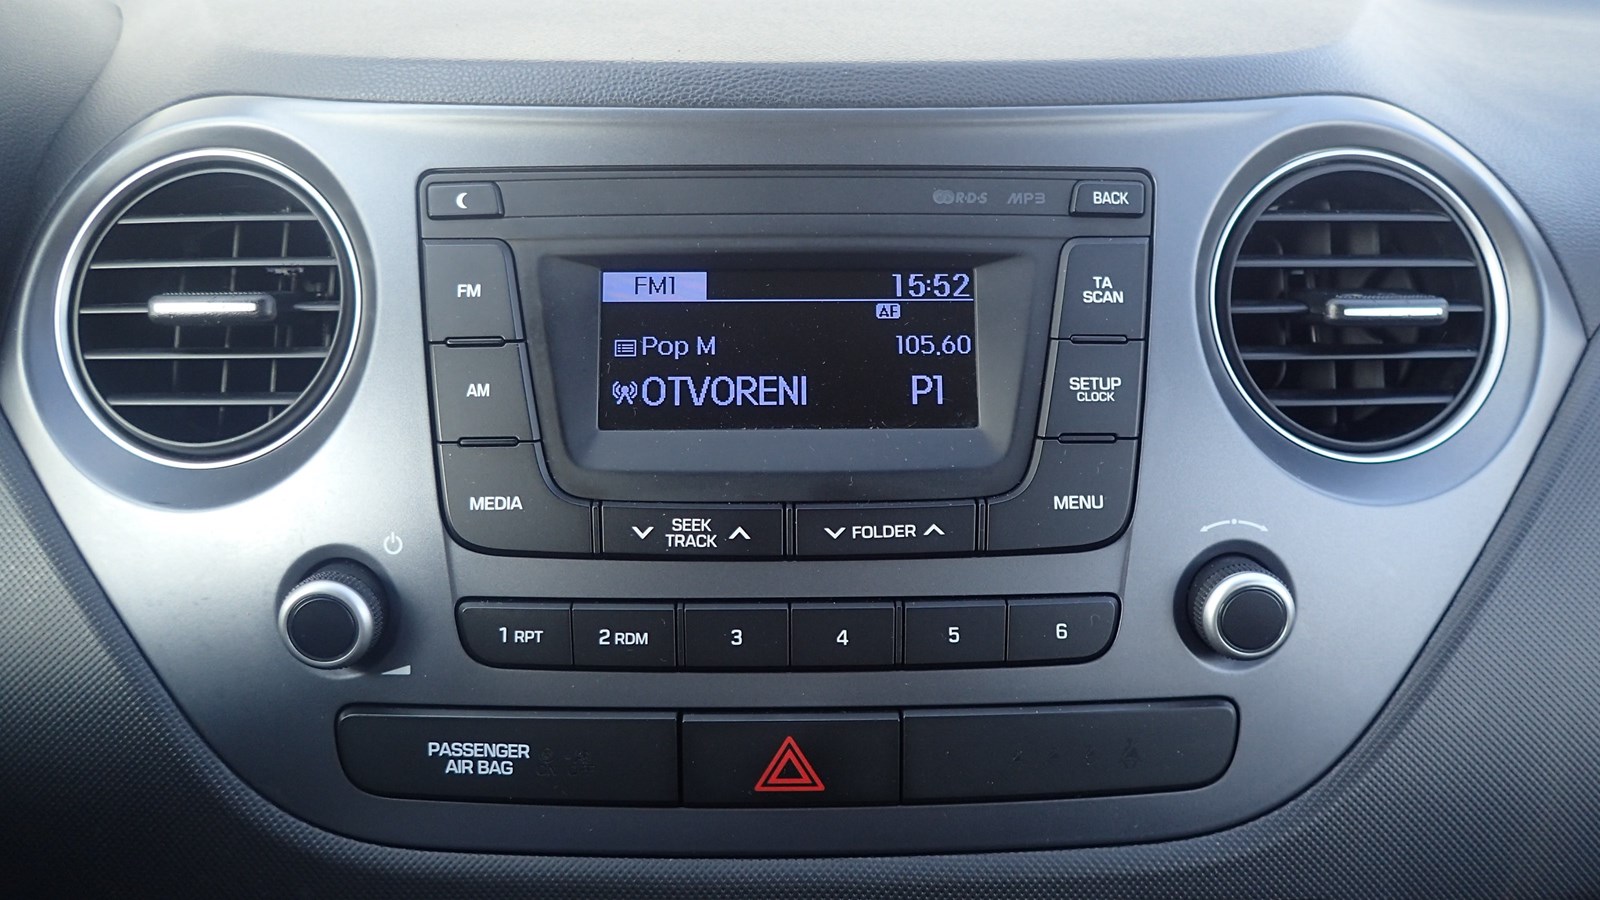 R·D·S MP3 BACK
FM1 15:52
AF
FM
TA
SCAN
Pop M 105.60
OTVORENI P1
AM
SETUP
CLOCK
MEDIA
SEEK
TRACK
FOLDER
MENU
1 RPT 2 RDM 3 4 5 6
PASSENGER
AIR BAG